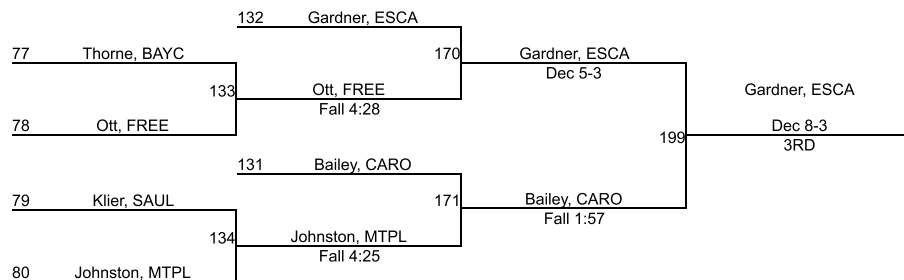 132 Gardner, ESCA
77 Thorne, BAYC
170 Gardner, ESCA
Dec 5-3
133 Ott, FREE
Fall 4:28
Gardner, ESCA
78 Ott, FREE
199 Dec 8-3
3RD
131 Bailey, CARO
79 Klier, SAUL
171 Bailey, CARO
Fall 1:57
134 Johnston, MTPL
Fall 4:25
80 Johnston, MTPL